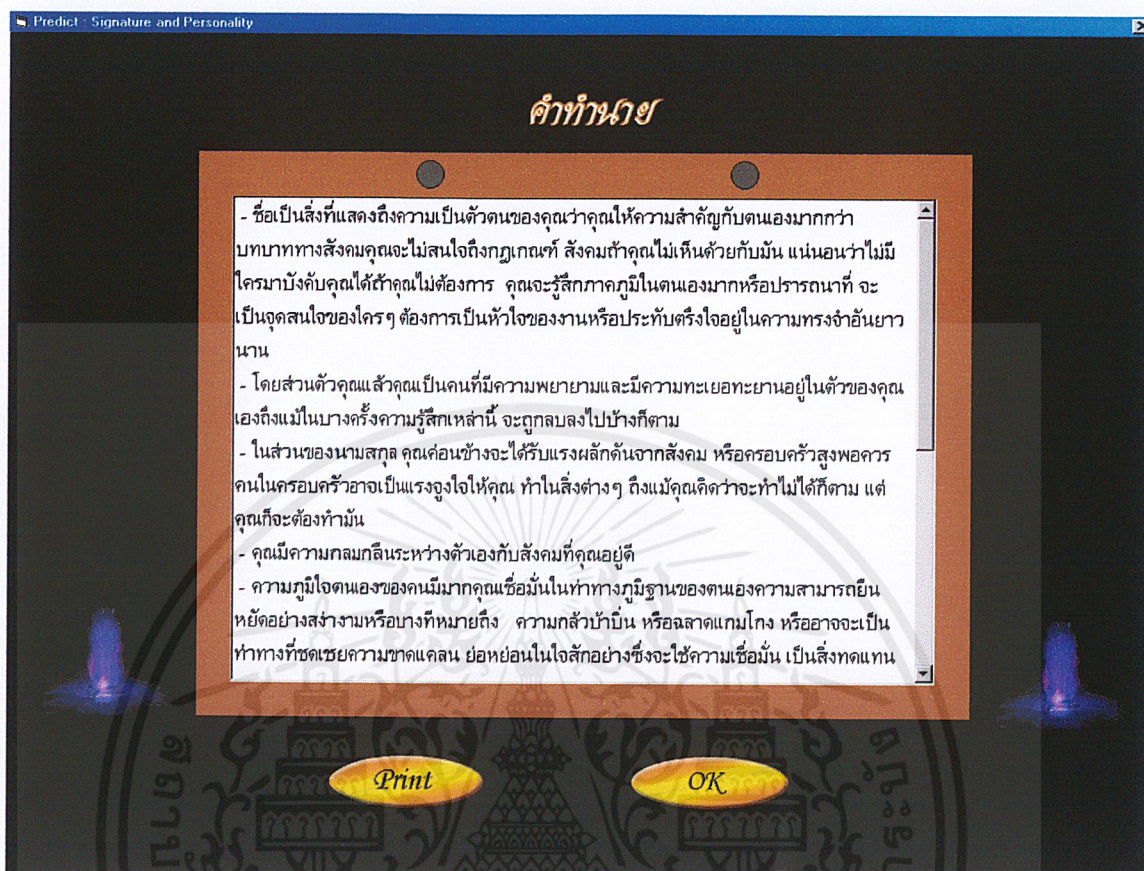 Predict : Signature and Personality
คำทำนาย
- ชื่อเป็นสิ่งที่แสดงถึงความเป็นตัวตนของคุณว่าคุณให้ความสำคัญกับตนเองมากกว่า
บทบาททางสังคมคุณจะไม่สนใจถึงกฎเกณฑ์ สังคมถ้าคุณไม่เห็นด้วยกับมัน แน่นอนว่าไม่มี
ใครมาบังคับคุณได้ถ้าคุณไม่ต้องการ คุณจะรู้สึกภาคภูมิในตนเองมากหรือปรารถนาที่ จะ
เป็นจุดสนใจของใครๆ ต้องการเป็นหัวใจของงานหรือประทับตรึงใจอยู่ในความทรงจำอันยาว
นาน
- โดยส่วนตัวคุณแล้วคุณเป็นคนที่มีความพยายามและมีความทะเยอทะยานอยู่ในตัวของคุณ
เองถึงแม้ในบางครั้งความรู้สึกเหล่านี้ จะถูกลบลงไปบ้างก็ตาม
- ในส่วนของนามสกุล คุณค่อนข้างจะได้รับแรงผลักดันจากสังคม หรือครอบครัวสูงพอควร
คนในครอบครัวอาจเป็นแรงจูงใจให้คุณ ทำในสิ่งต่างๆ ถึงแม้คุณคิดว่าจะทำไม่ได้ก็ตาม แต่
คุณก็จะต้องทำมัน
- คุณมีความกลมกลืนระหว่างตัวเองกับสังคมที่คุณอยู่ดี
- ความภูมิใจตนเองของคนมีมากคุณเชื่อมั่นในท่าทางภูมิฐานของตนเองความสามารถยืน
หยัดอย่างสง่างามหรือบางทีหมายถึง ความกล้าบ้าบิ่น หรือฉลาดแกมโกง หรืออาจจะเป็น
ท่าทางที่ชดเชยความขาดแคลน ย่อหย่อนในใจสักอย่างซึ่งจะใช้ความเชื่อมั่น เป็นสิ่งทดแทน
Print
OK